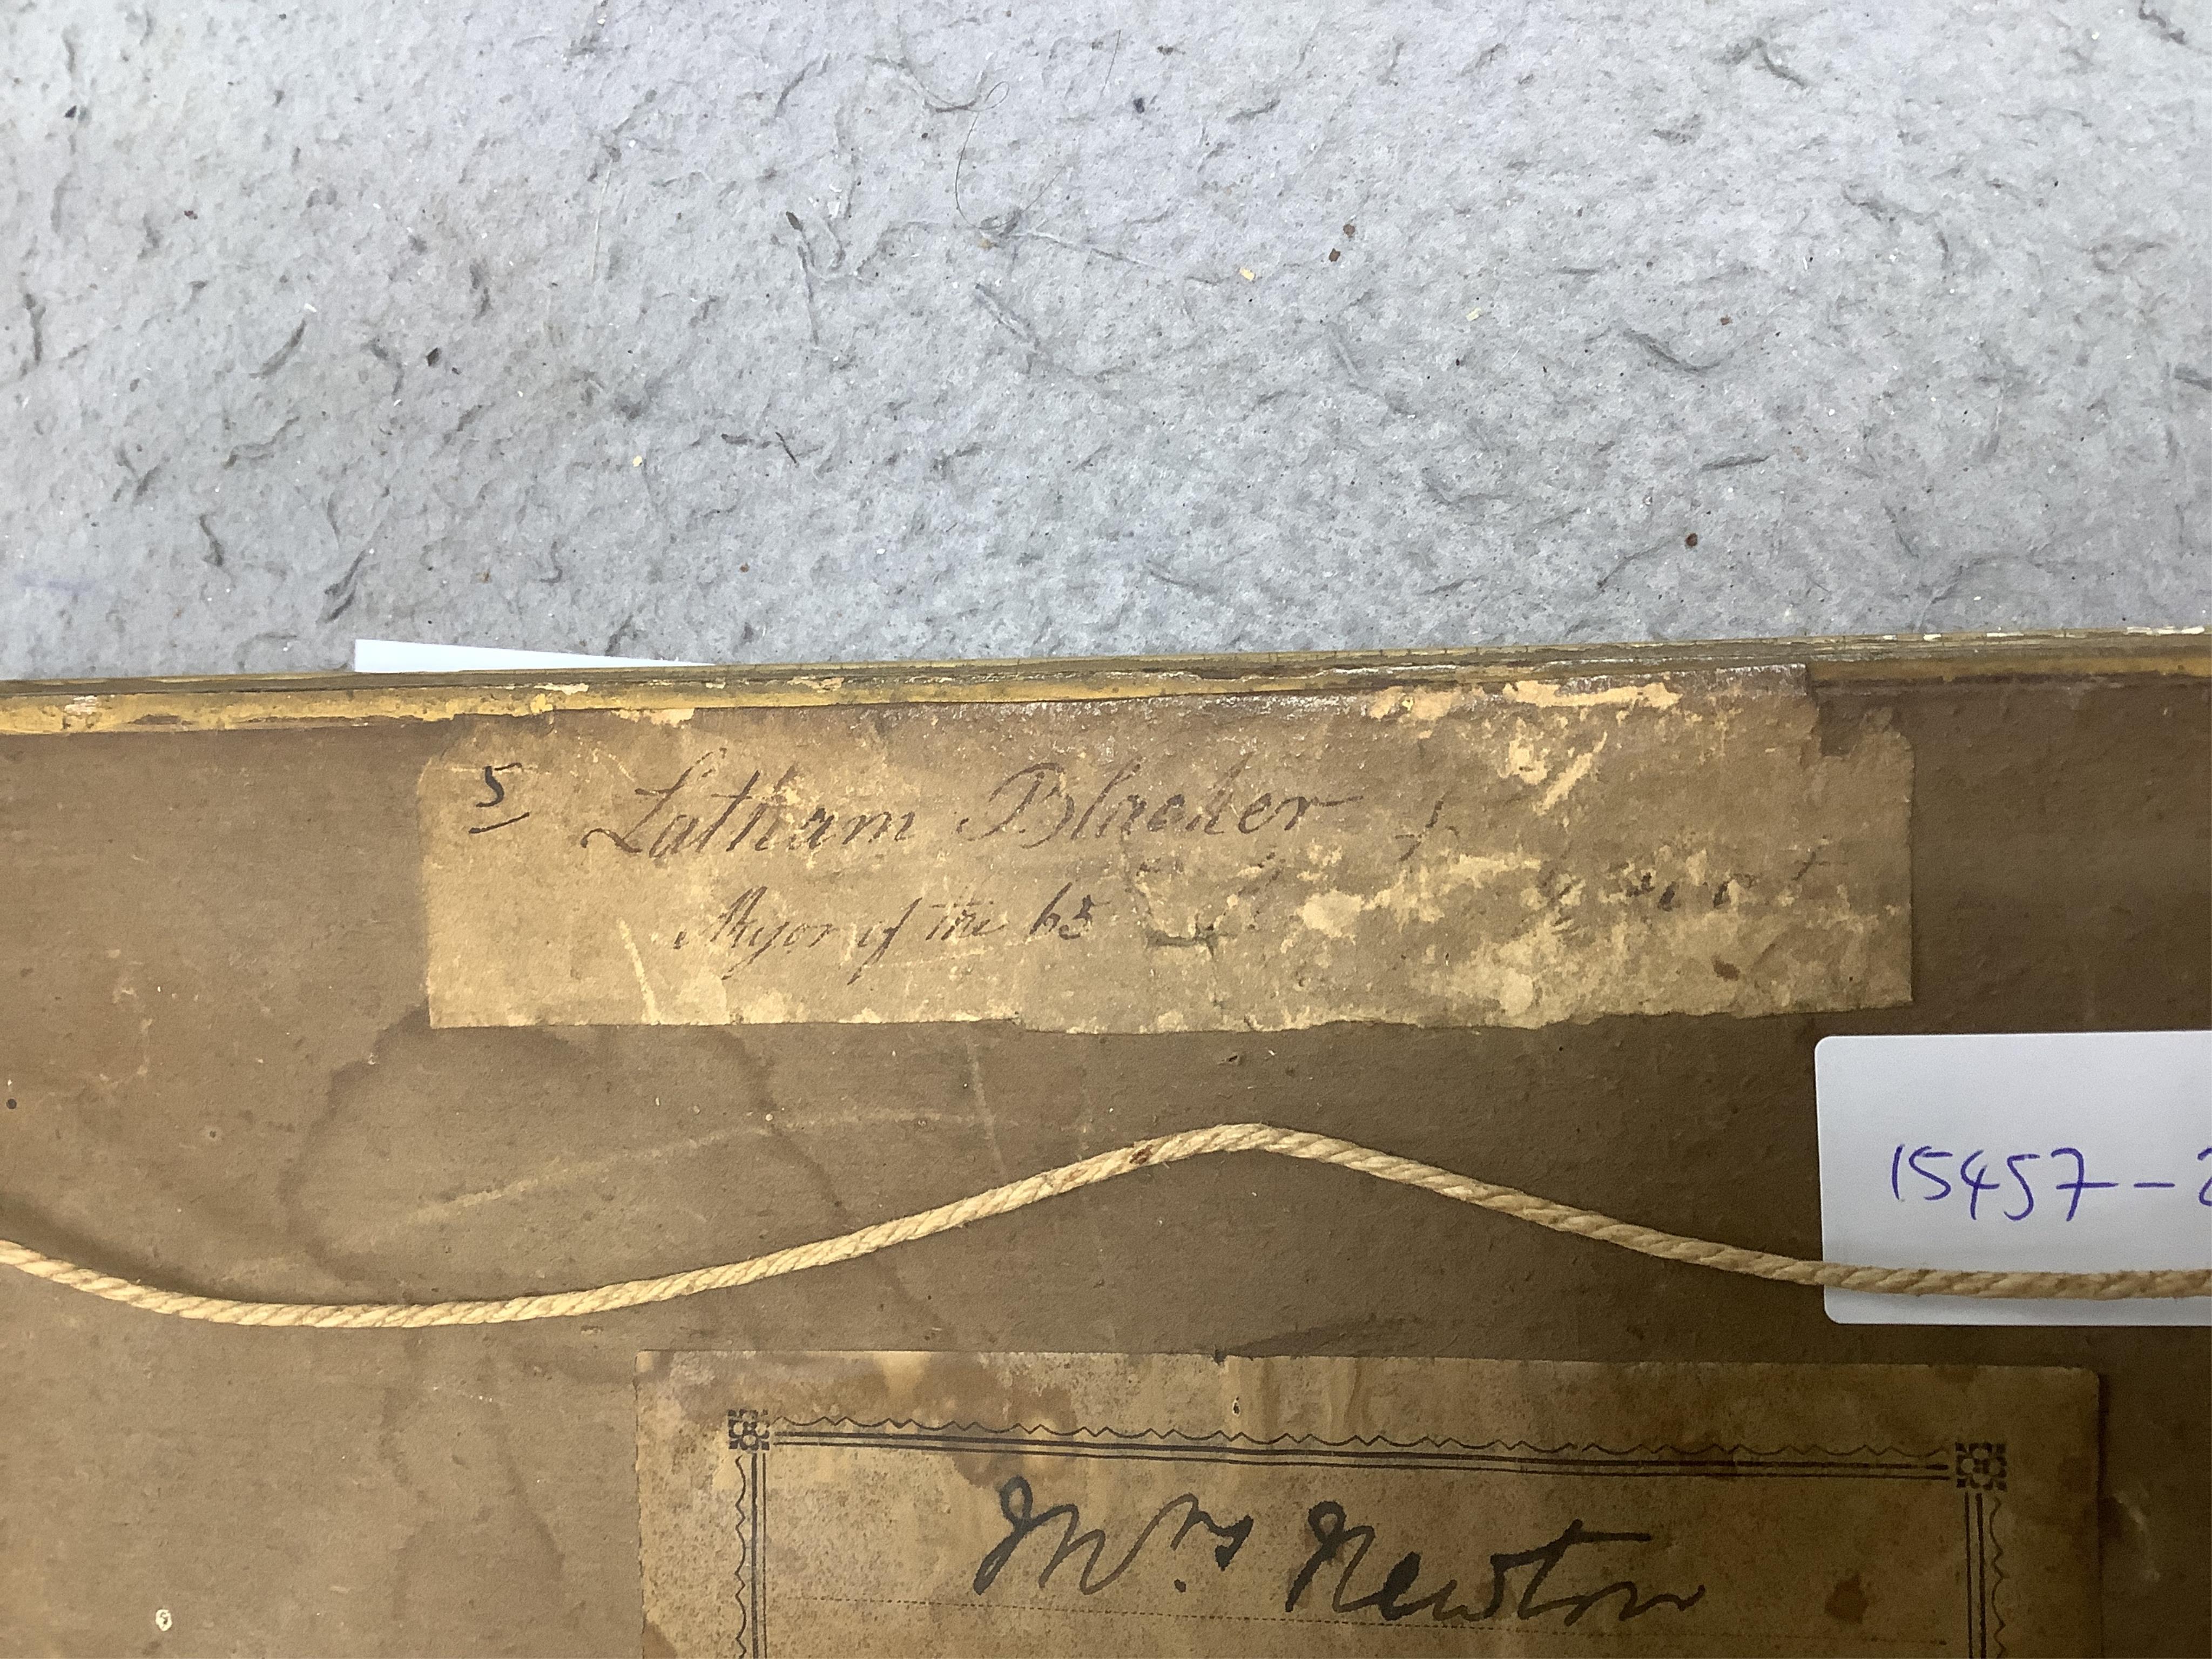 5 Latham Blacker
Major of the 65
15457-2
Mrs Newton